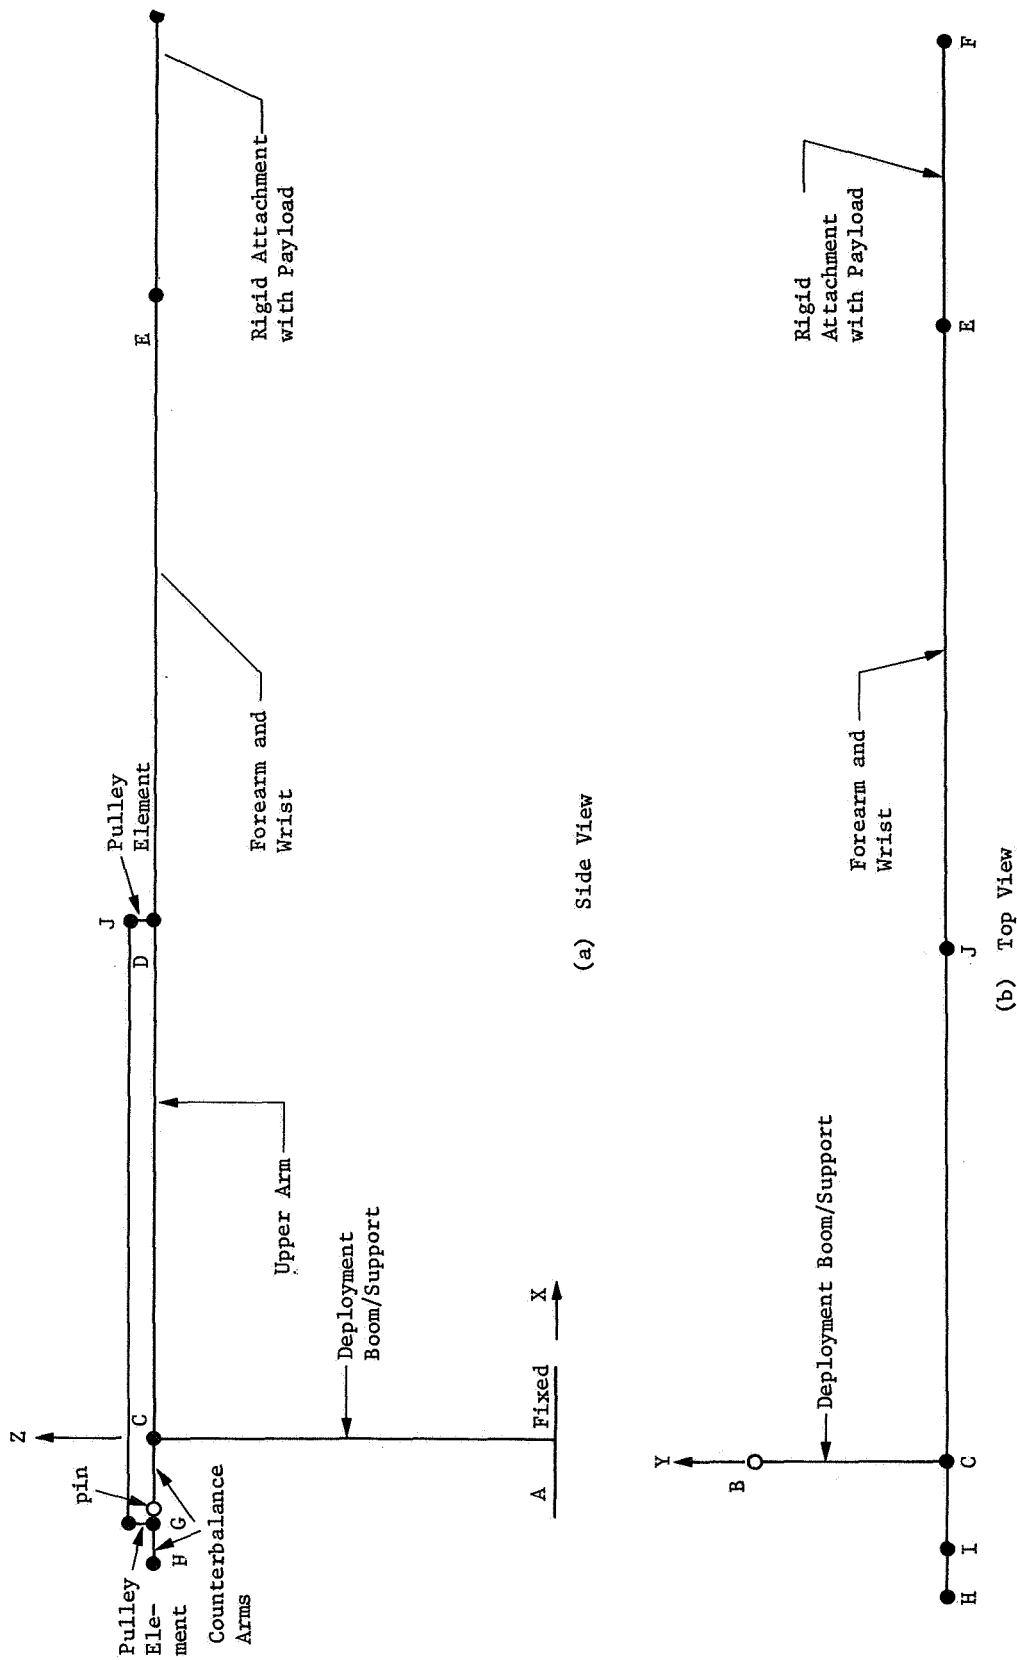 Z
pin
Pulley
Ele-
ment
H
G
C
Counterbalance
Arms
J
D
Pulley
Element
E
Upper Arm
Deployment
Boom/Support
Forearm and
Wrist
Rigid Attachment
with Payload
A
Fixed
X
(a) Side View
Y
B
Deployment Boom/Support
Forearm and
Wrist
Rigid
Attachment
with Payload
H
I
C
J
E
F
(b) Top View